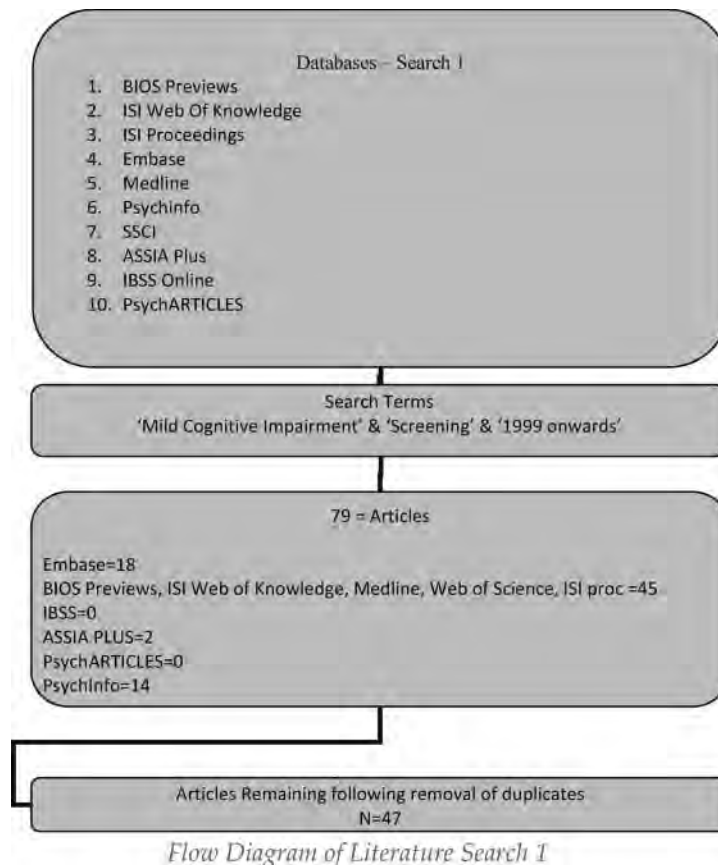 Databases – Search 1
1. BIOS Previews
2. ISI Web Of Knowledge
3. ISI Proceedings
4. Embase
5. Medline
6. Psychinfo
7. SSCI
8. ASSIA Plus
9. IBSS Online
10. PsychARTICLES
Search Terms
‘Mild Cognitive Impairment’ & ‘Screening’ & ‘1999 onwards’
79 = Articles
Embase=18
BIOS Previews, ISI Web of Knowledge, Medline, Web of Science, ISI proc =45
IBSS=0
ASSIA PLUS=2
PsychARTICLES=0
PsychInfo=14
Articles Remaining following removal of duplicates
N=47
Flow Diagram of Literature Search 1